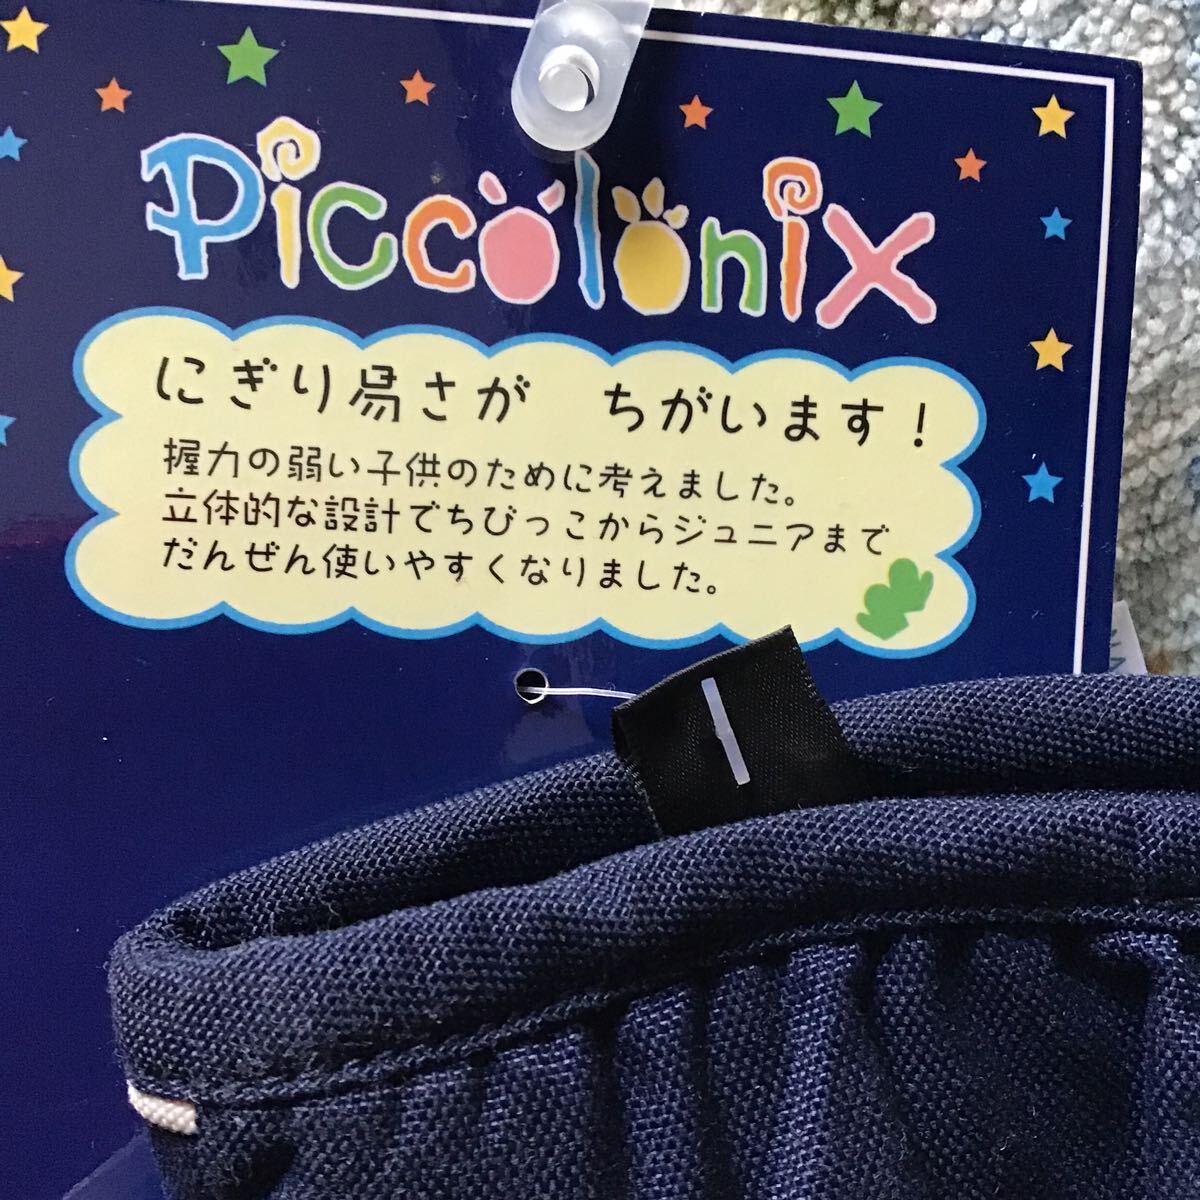 Piccolonix
にぎり易さが　ちがいます！
握力の弱い子供のために考えました。
立体的な設計でちびっこからジュニアまで
だんぜん使いやすくなりました。